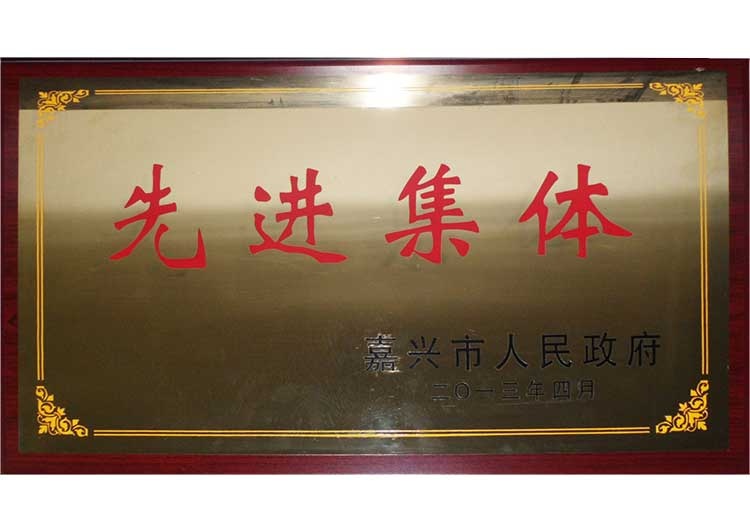 先进集体
嘉兴市人民政府
二〇一三年四月